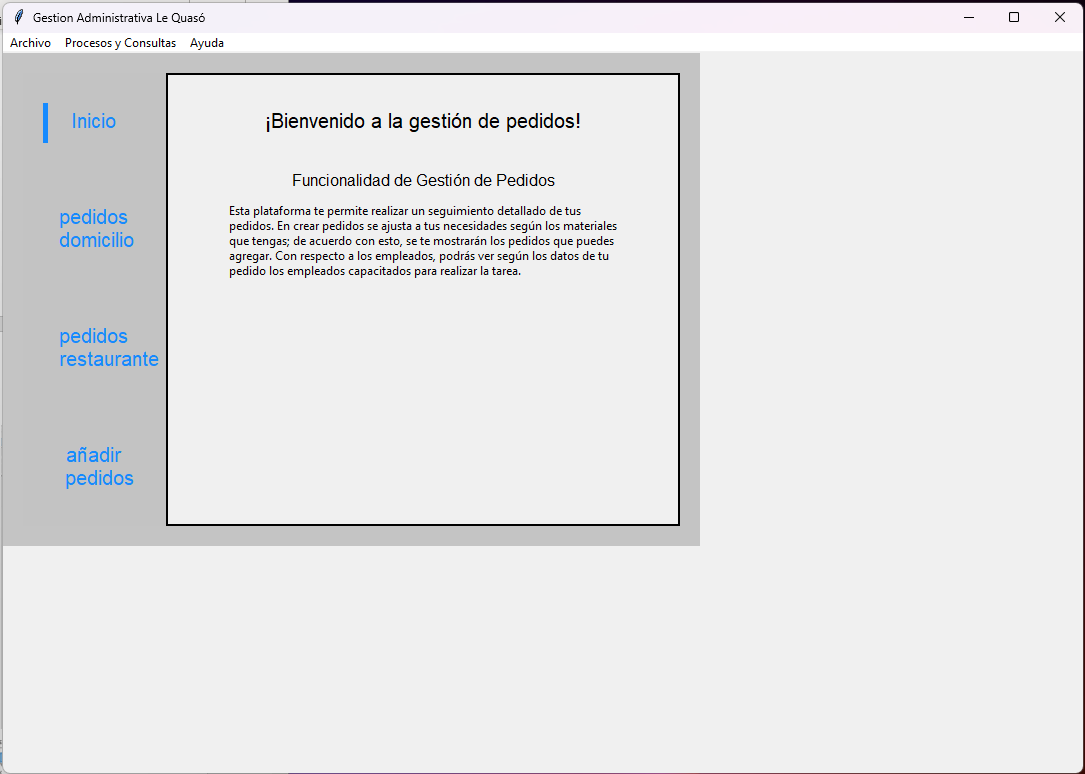 Gestion Administrativa Le Quasó
Archivo Procesos y Consultas Ayuda
Inicio
pedidos
domicilio
pedidos
restaurante
añadir
pedidos
¡Bienvenido a la gestión de pedidos!
Funcionalidad de Gestión de Pedidos
Esta plataforma te permite realizar un seguimiento detallado de tus
pedidos. En crear pedidos se ajusta a tus necesidades según los materiales
que tengas; de acuerdo con esto, se te mostrarán los pedidos que puedes
agregar. Con respecto a los empleados, podrás ver según los datos de tu
pedido los empleados capacitados para realizar la tarea.